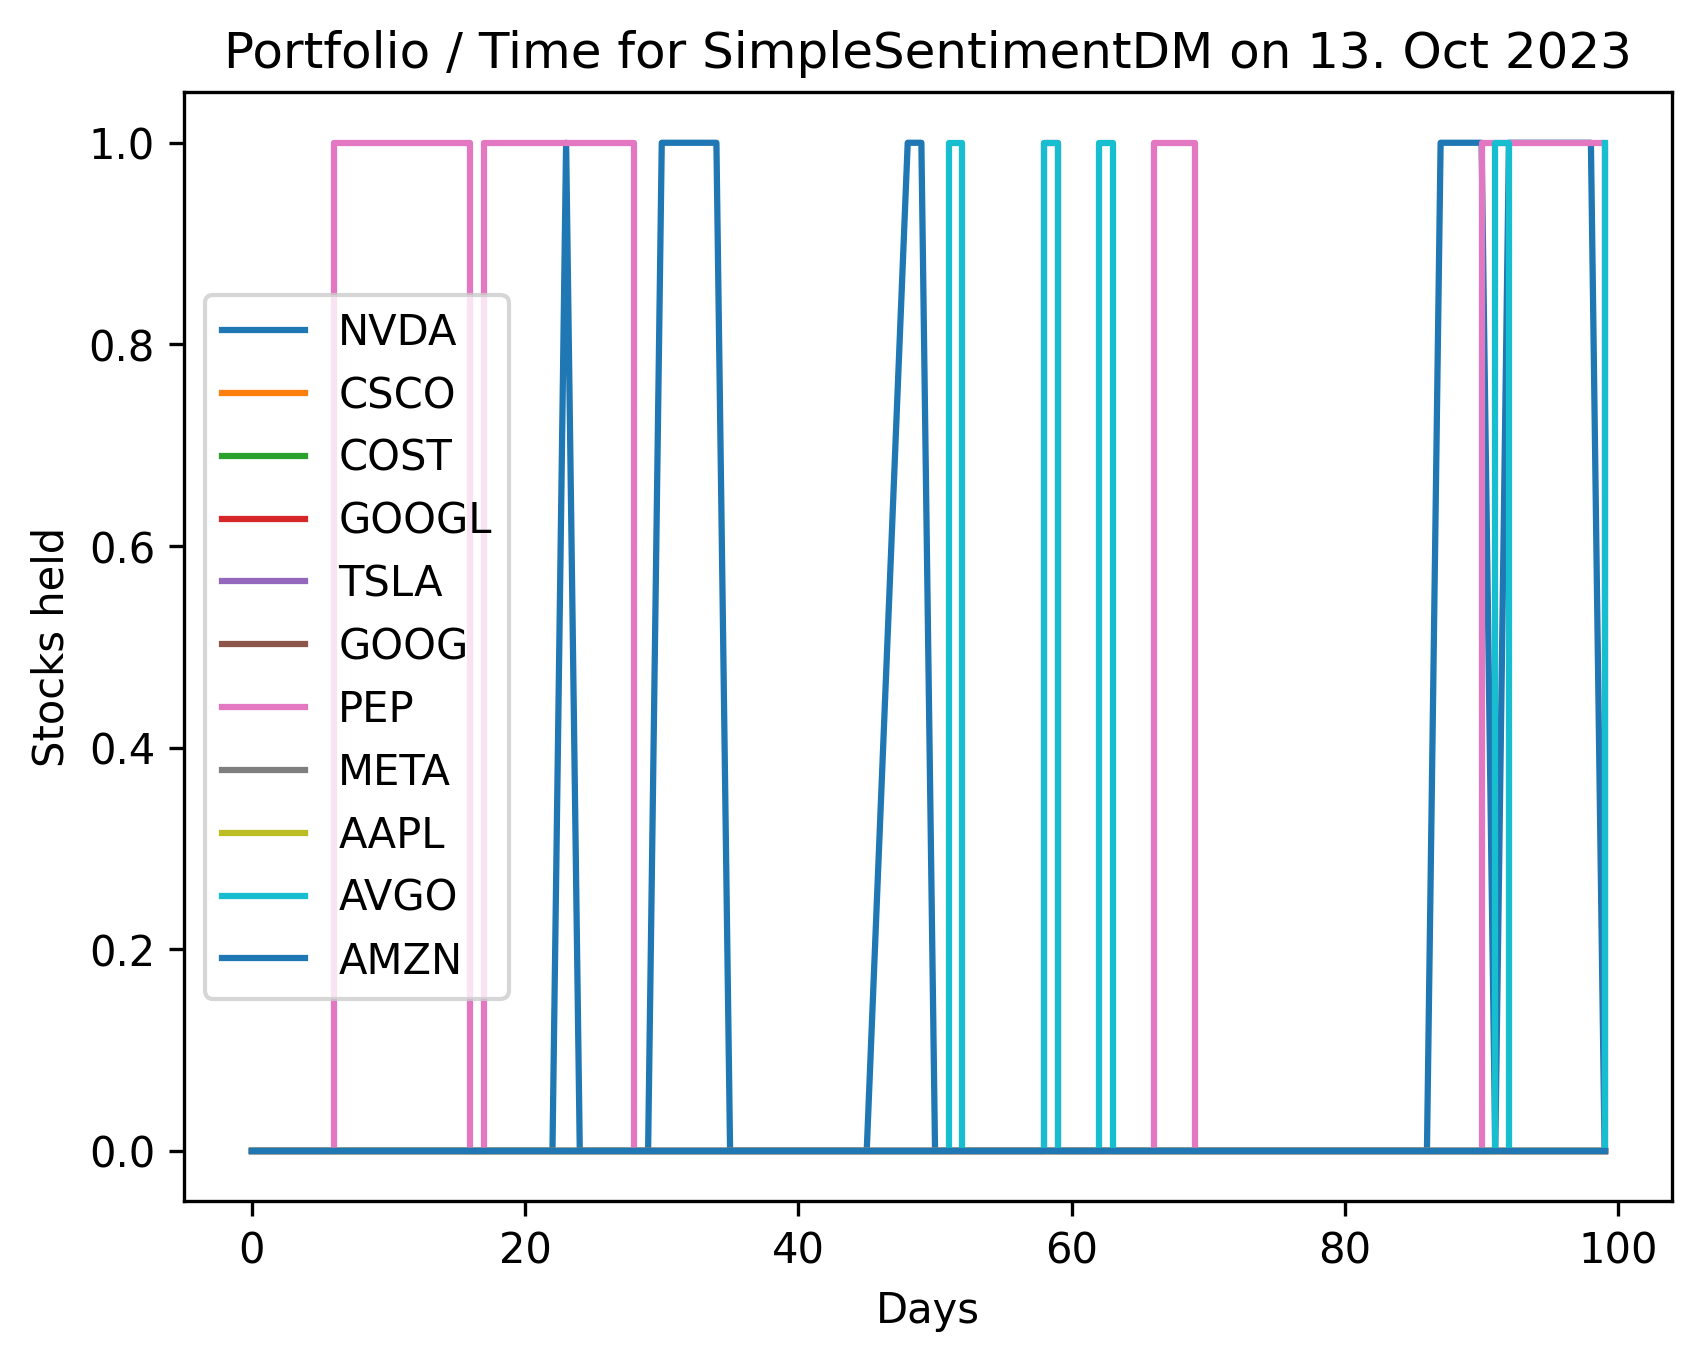 Portfolio / Time for SimpleSentimentDM on 13. Oct 2023
1.0
0.8
0.6
0.4
0.2
0.0
Stocks held
NVDA
CSCO
COST
GOOGL
TSLA
GOOG
PEP
META
AAPL
AVGO
AMZN
0 20 40 60 80 100
Days